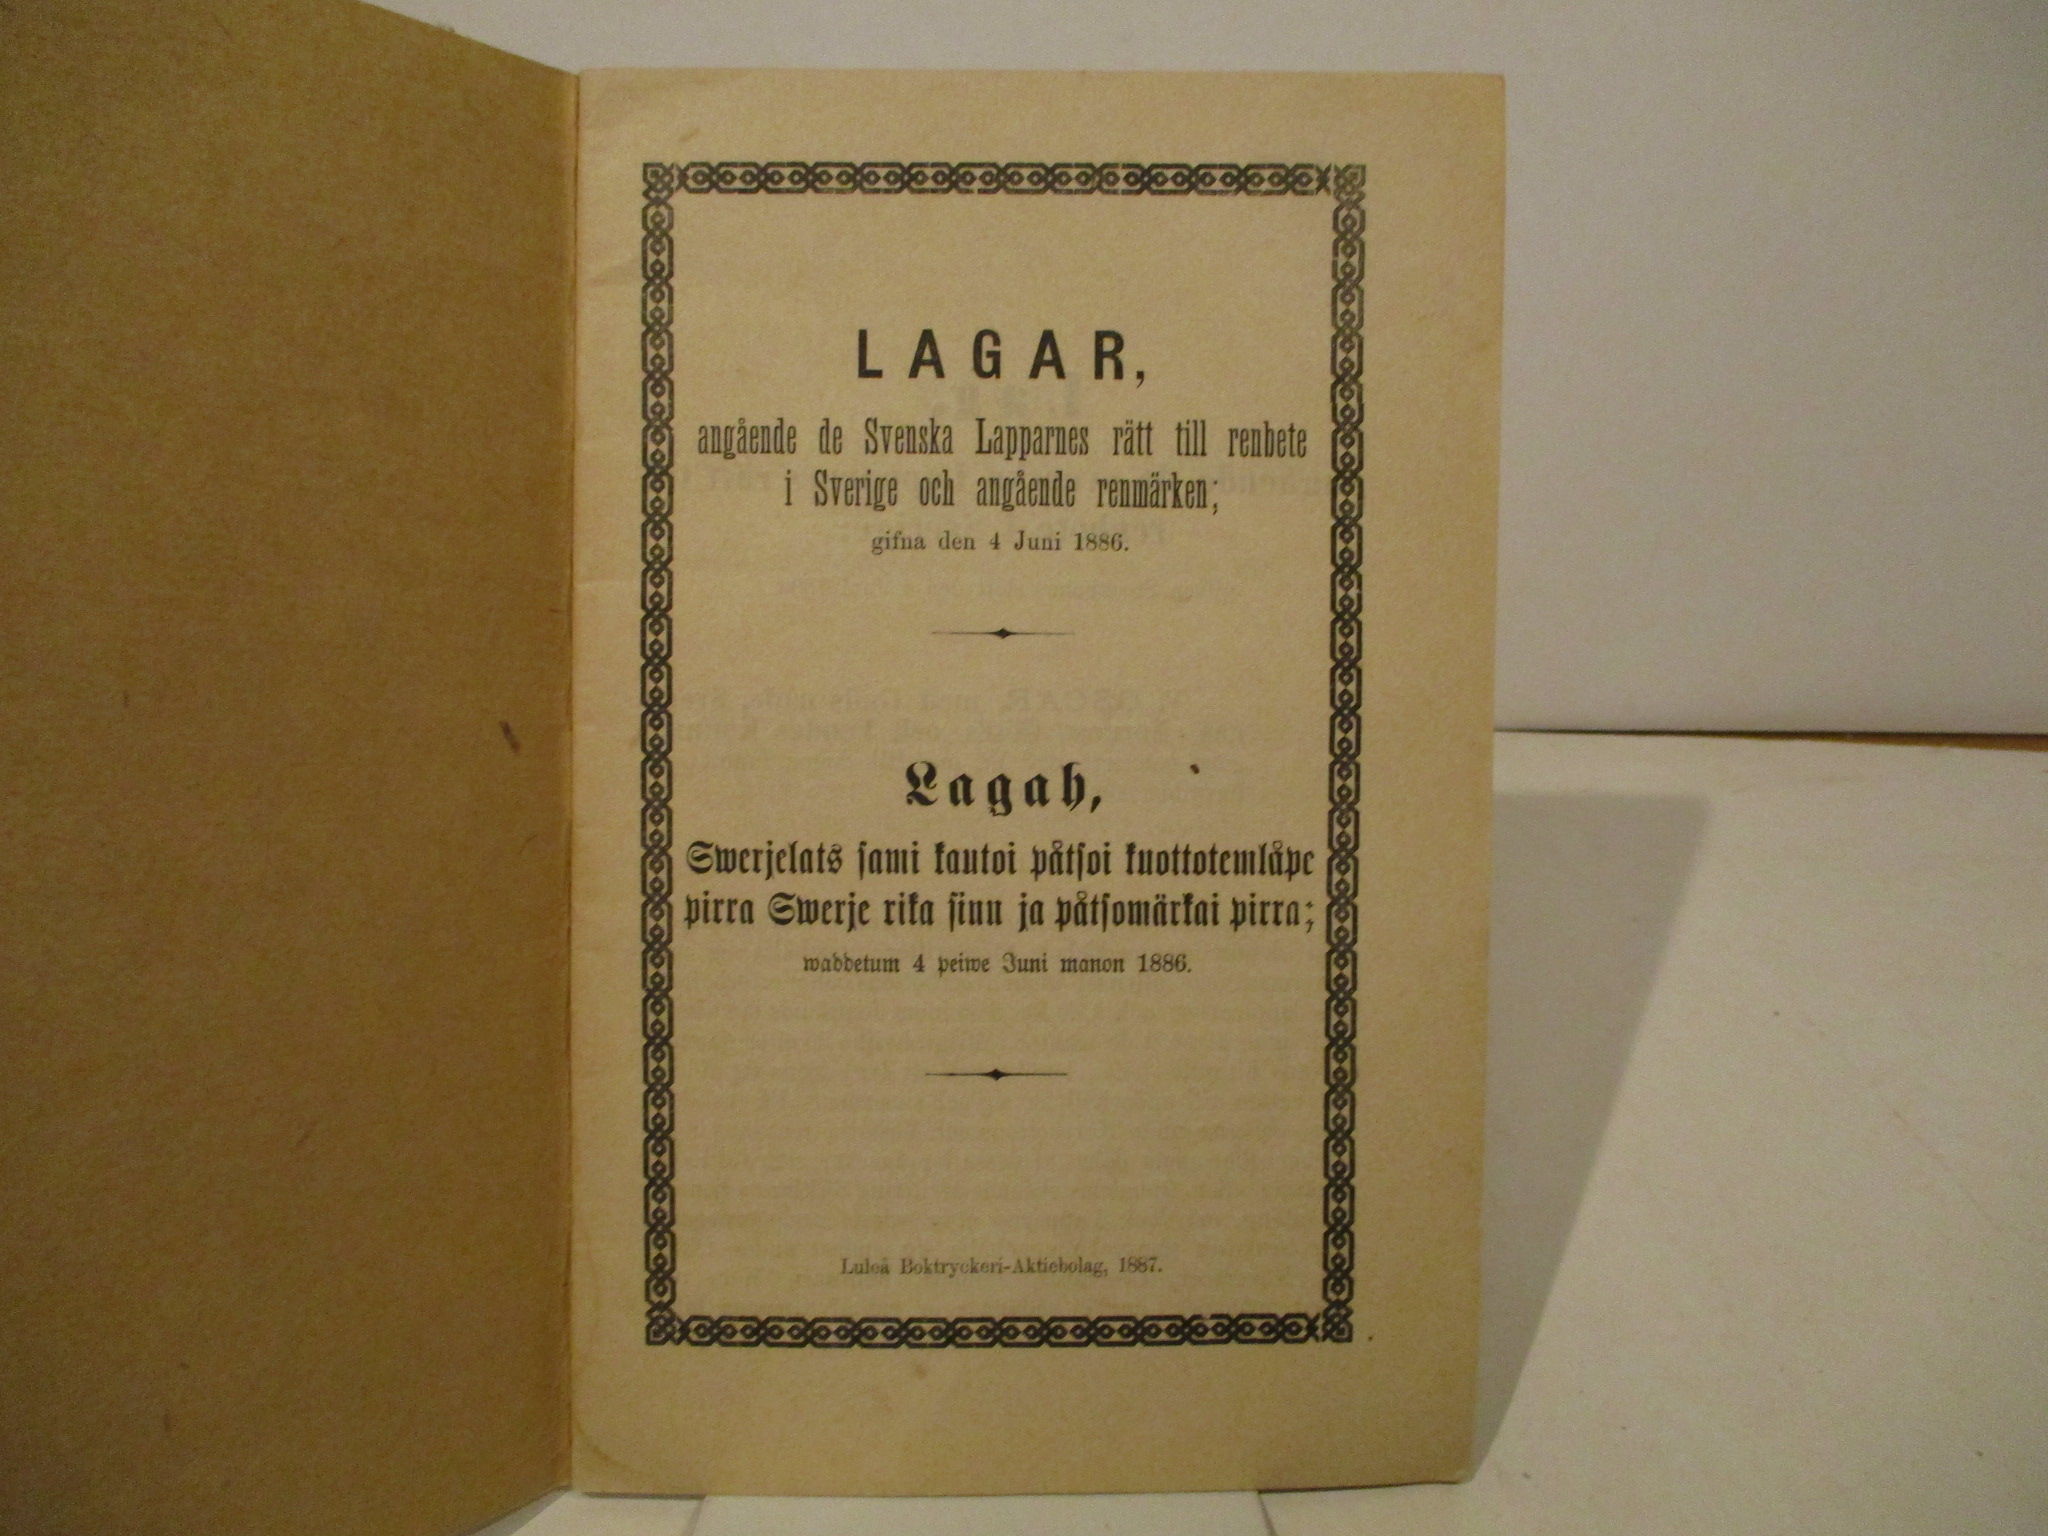 LAGAR,
angående de Svenska Lapparnes rätt till renbete
i Sverige och angående renmärken;
gifna den 4 Juni 1886.
Lagah,
Swerjelats sami kautoi påtsoi kuottotemlåpe
pirra Swerje rika sinn ja påtsomärkai pirra;
waddetum 4 peiwe Juni manon 1886.
Luleå Boktryckeri-Aktiebolag, 1887.